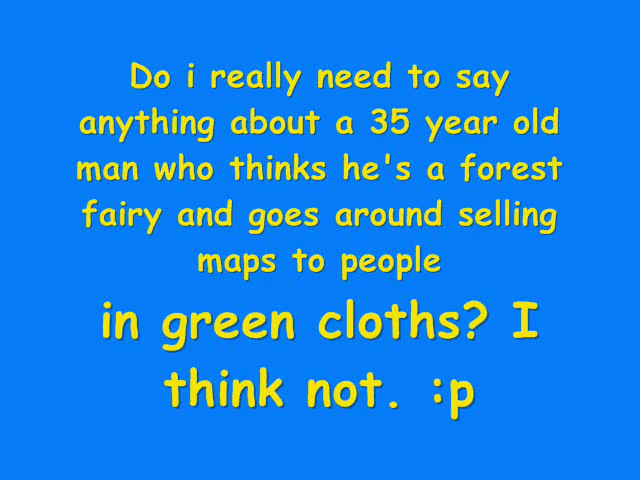 Do i really need to say
anything about a 35 year old
man who thinks he's a forest
fairy and goes around selling
maps to people
in green cloths? I
think not. :p